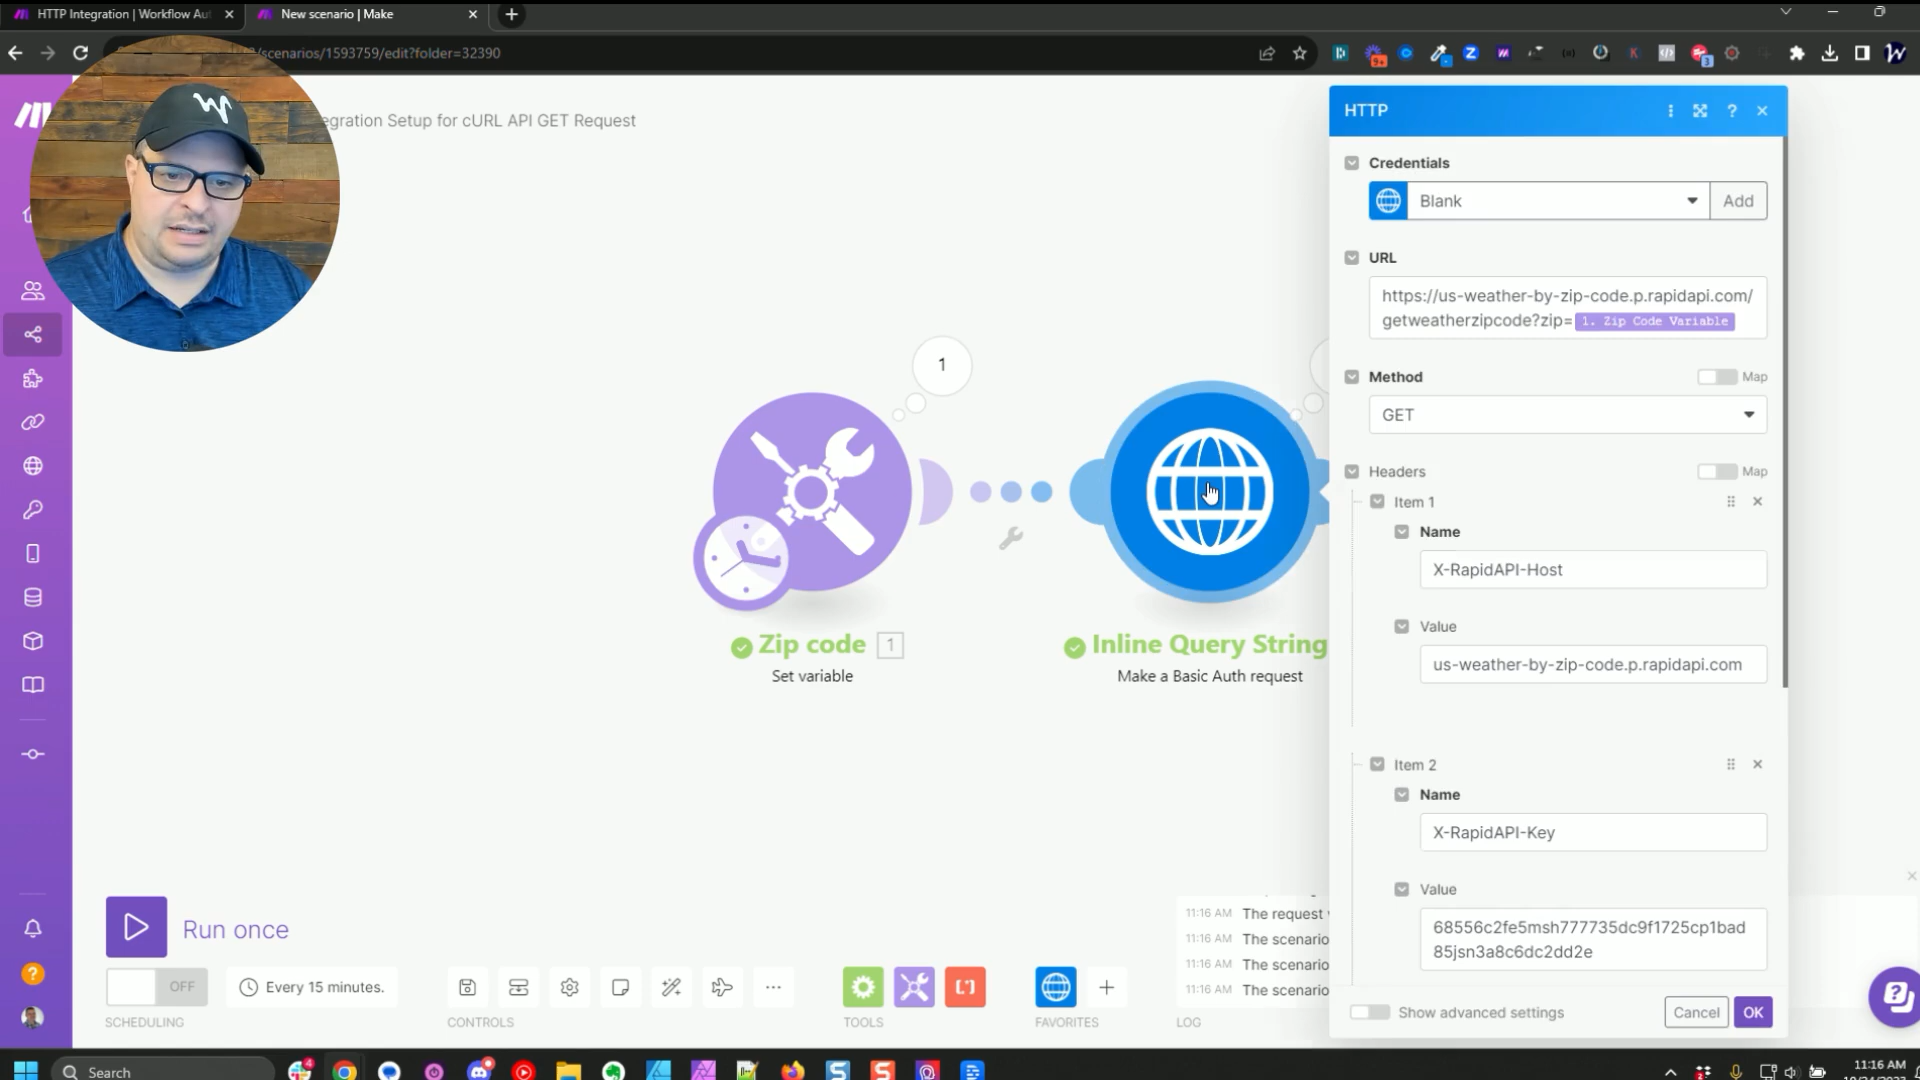 HTTP Integration | Workflow Aut
New scenario | Make
/scenarios/1593759/edit?folder=32390
egration Setup for cURL API GET Request
HTTP
Credentials
Blank
Add
URL
https://us-weather-by-zip-code.p.rapidapi.com/
getweatherzipcode?zip= 1. Zip Code Variable
Method
Map
GET
Headers
Map
Item 1
Name
X-RapidAPI-Host
Value
us-weather-by-zip-code.p.rapidapi.com
Item 2
Name
X-RapidAPI-Key
Value
68556c2fe5msh777735dc9f1725cp1bad
85jsn3a8c6dc2dd2e
Show advanced settings
Cancel
OK
1
Zip code 1
Set variable
Inline Query String
Make a Basic Auth request
Run once
OFF
Every 15 minutes.
SCHEDULING
CONTROLS
TOOLS
FAVORITES
LOG
11:16 AM The request
11:16 AM The scenario
11:16 AM The scenario
11:16 AM The scenario
Search
11:16 AM